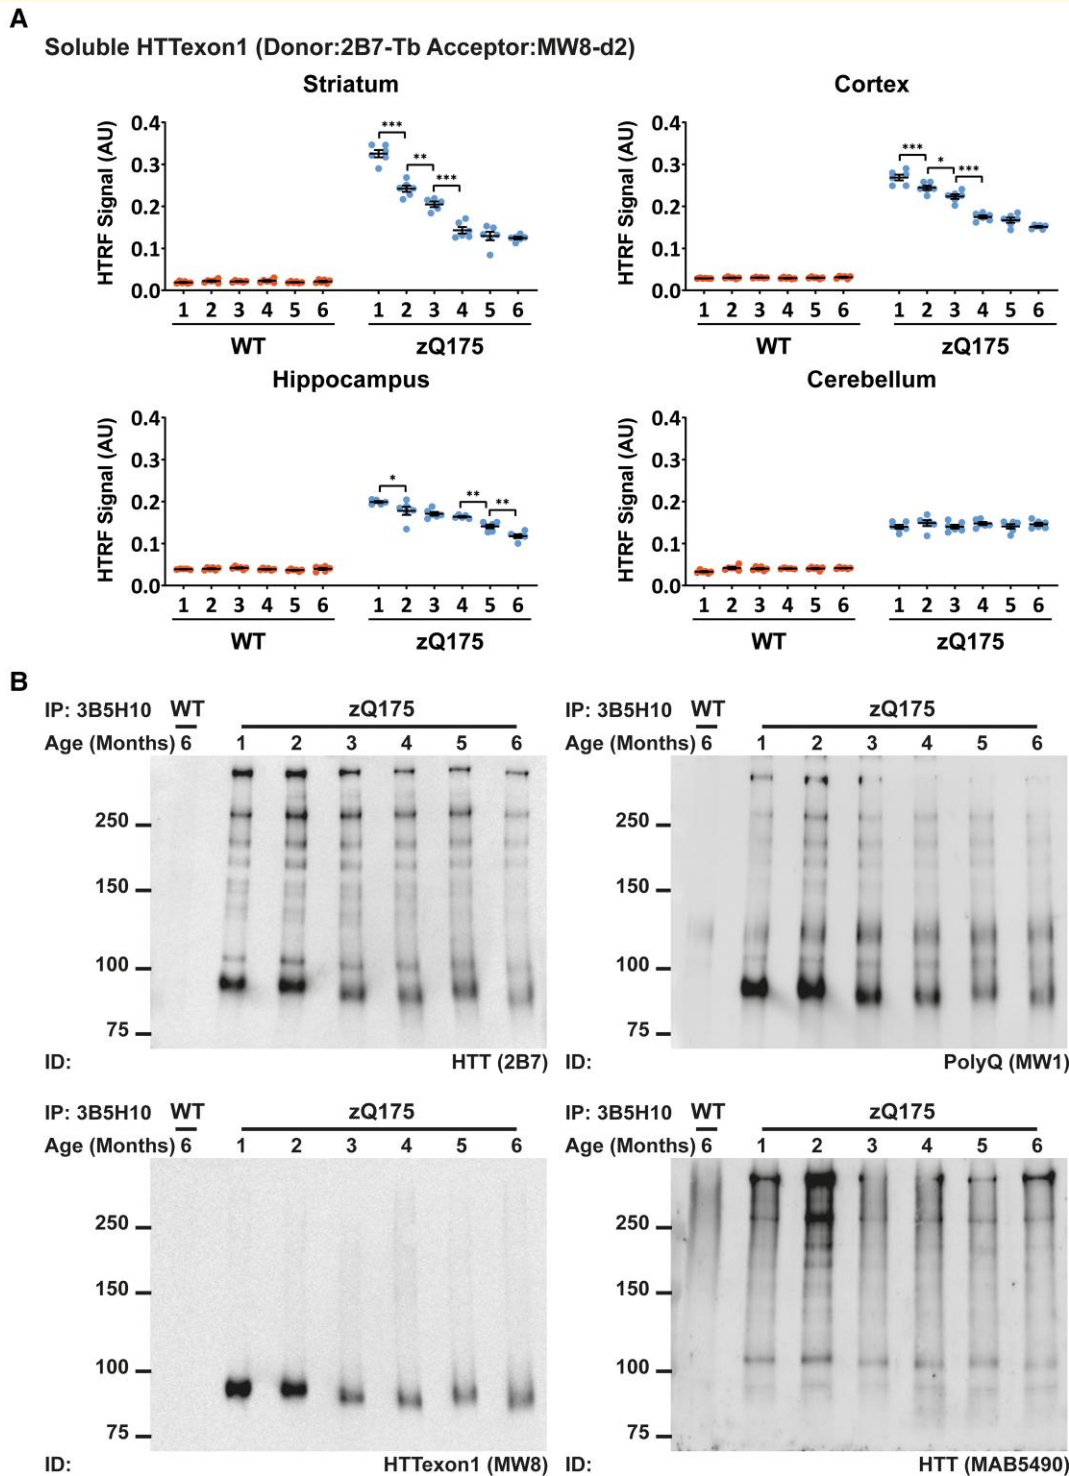 A
Soluble HTTexon1 (Donor:2B7-Tb Acceptor:MW8-d2)
Striatum
HTRF Signal (AU)
0.4
0.3
0.2
0.1
0.0
***
**
***
1 2 3 4 5 6 1 2 3 4 5 6
WT zQ175
Cortex
HTRF Signal (AU)
0.4
0.3
0.2
0.1
0.0
***
*
***
1 2 3 4 5 6 1 2 3 4 5 6
WT zQ175
Hippocampus
HTRF Signal (AU)
0.4
0.3
0.2
0.1
0.0
*
**
**
1 2 3 4 5 6 1 2 3 4 5 6
WT zQ175
Cerebellum
HTRF Signal (AU)
0.4
0.3
0.2
0.1
0.0
1 2 3 4 5 6 1 2 3 4 5 6
WT zQ175
B
IP: 3B5H10 WT zQ175
Age (Months) 6 1 2 3 4 5 6
250
150
100
75
ID: HTT (2B7)
IP: 3B5H10 WT zQ175
Age (Months) 6 1 2 3 4 5 6
250
150
100
75
ID: PolyQ (MW1)
IP: 3B5H10 WT zQ175
Age (Months) 6 1 2 3 4 5 6
250
150
100
75
ID: HTTexon1 (MW8)
IP: 3B5H10 WT zQ175
Age (Months) 6 1 2 3 4 5 6
250
150
100
75
ID: HTT (MAB5490)